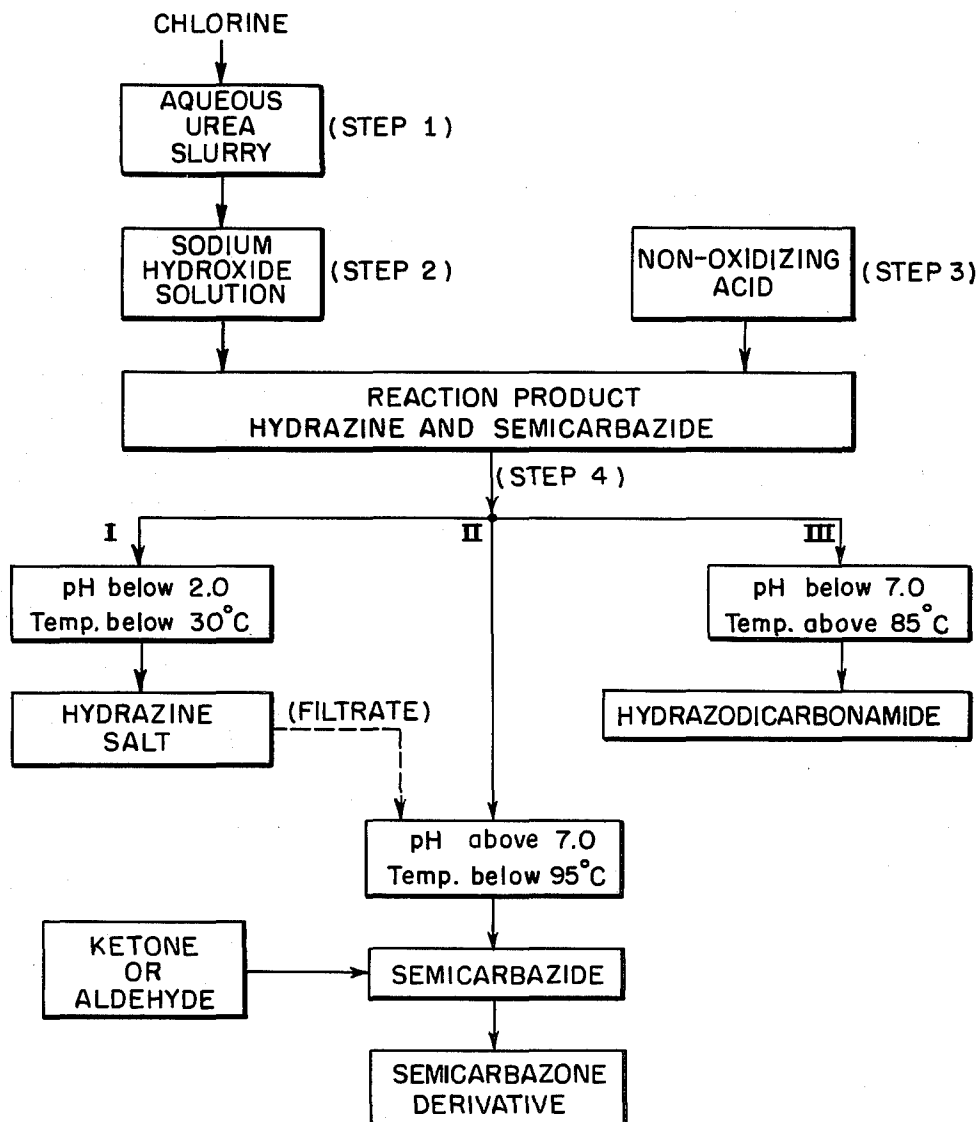 CHLORINE
AQUEOUS
UREA
SLURRY
(STEP 1)
SODIUM
HYDROXIDE
SOLUTION
(STEP 2)
NON-OXIDIZING
ACID
(STEP 3)
REACTION PRODUCT
HYDRAZINE AND SEMICARBAZIDE
(STEP 4)
I
II
III
pH below 2.0
Temp. below 30°C
pH below 7.0
Temp. above 85°C
HYDRAZINE
SALT
(FILTRATE)
HYDRAZODICARBONAMIDE
pH above 7.0
Temp. below 95°C
KETONE
OR
ALDEHYDE
SEMICARBAZIDE
SEMICARBAZONE
DERIVATIVE